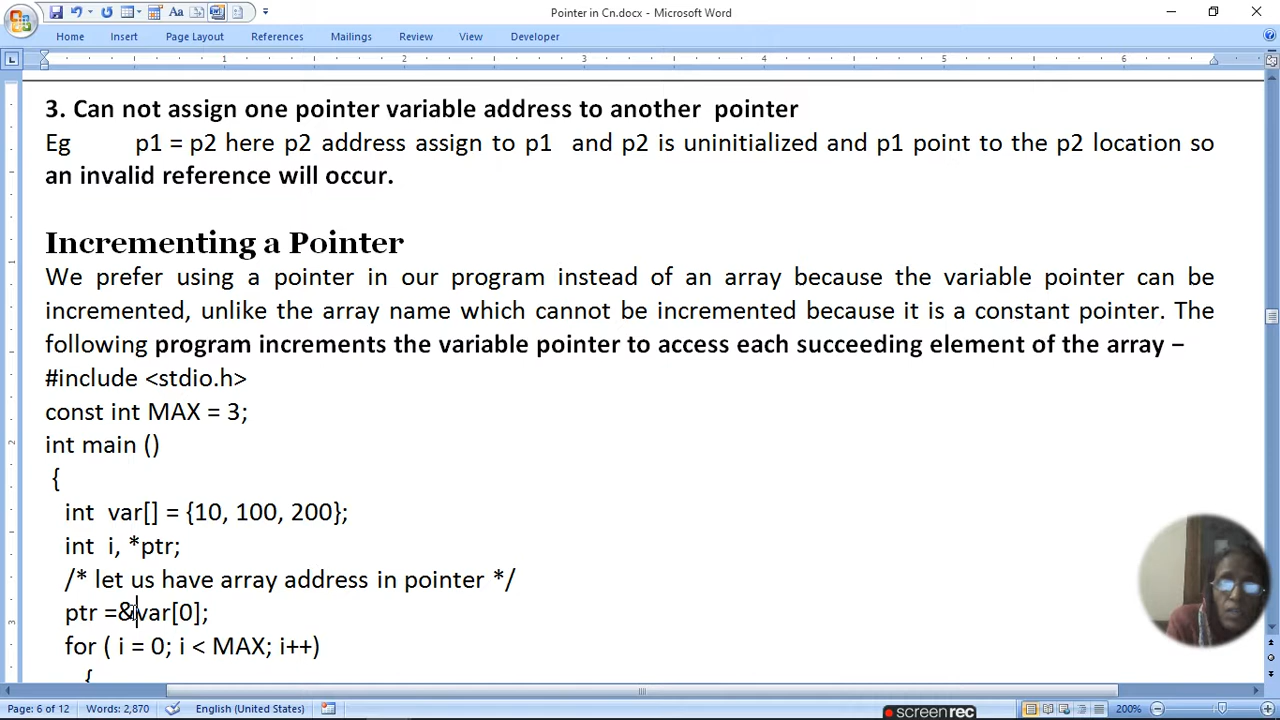 Pointer in Cn.docx - Microsoft Word
Home Insert Page Layout References Mailings Review View Developer
1 2 3 4 5 6
3. Can not assign one pointer variable address to another pointer
Eg p1 = p2 here p2 address assign to p1 and p2 is uninitialized and p1 point to the p2 location so
an invalid reference will occur.
Incrementing a Pointer
We prefer using a pointer in our program instead of an array because the variable pointer can be
incremented, unlike the array name which cannot be incremented because it is a constant pointer. The
following program increments the variable pointer to access each succeeding element of the array −
#include <stdio.h>
const int MAX = 3;
int main ()
{
int var[] = {10, 100, 200};
int i, *ptr;
/* let us have array address in pointer */
ptr =&var[0];
for ( i = 0; i < MAX; i++)
{
Page: 6 of 12 Words: 2,870 English (United States) screenrec 200%